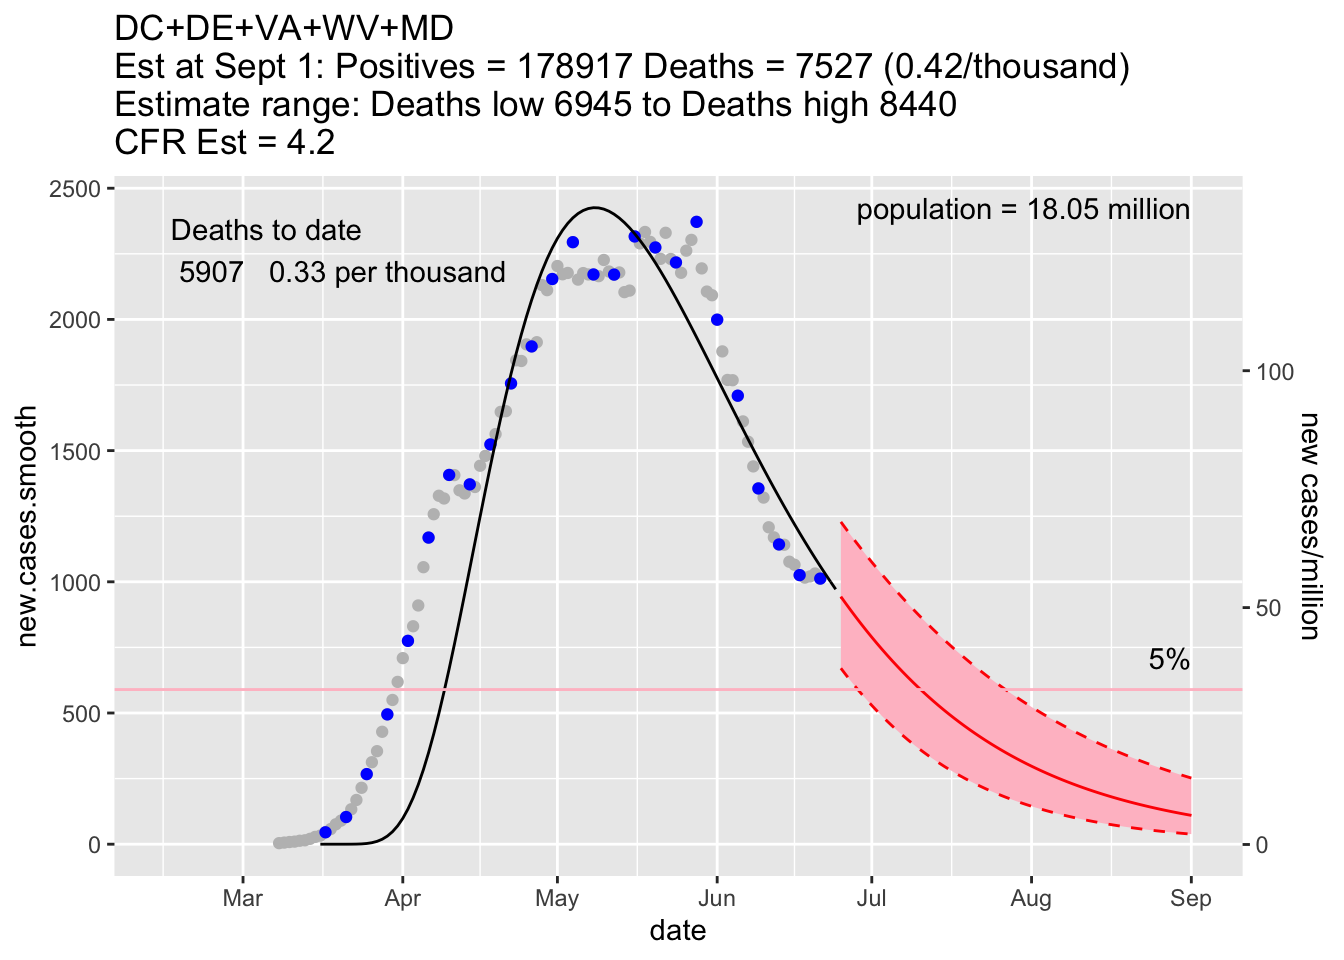 DC+DE+VA+WV+MD
Est at Sept 1: Positives = 178917 Deaths = 7527 (0.42/thousand)
Estimate range: Deaths low 6945 to Deaths high 8440
CFR Est = 4.2
2500
2000
1500
1000
500
0
new.cases.smooth
Deaths to date
5907 0.33 per thousand
population = 18.05 million
5%
100
50
0
new cases/million
Mar Apr May Jun Jul Aug Sep
date